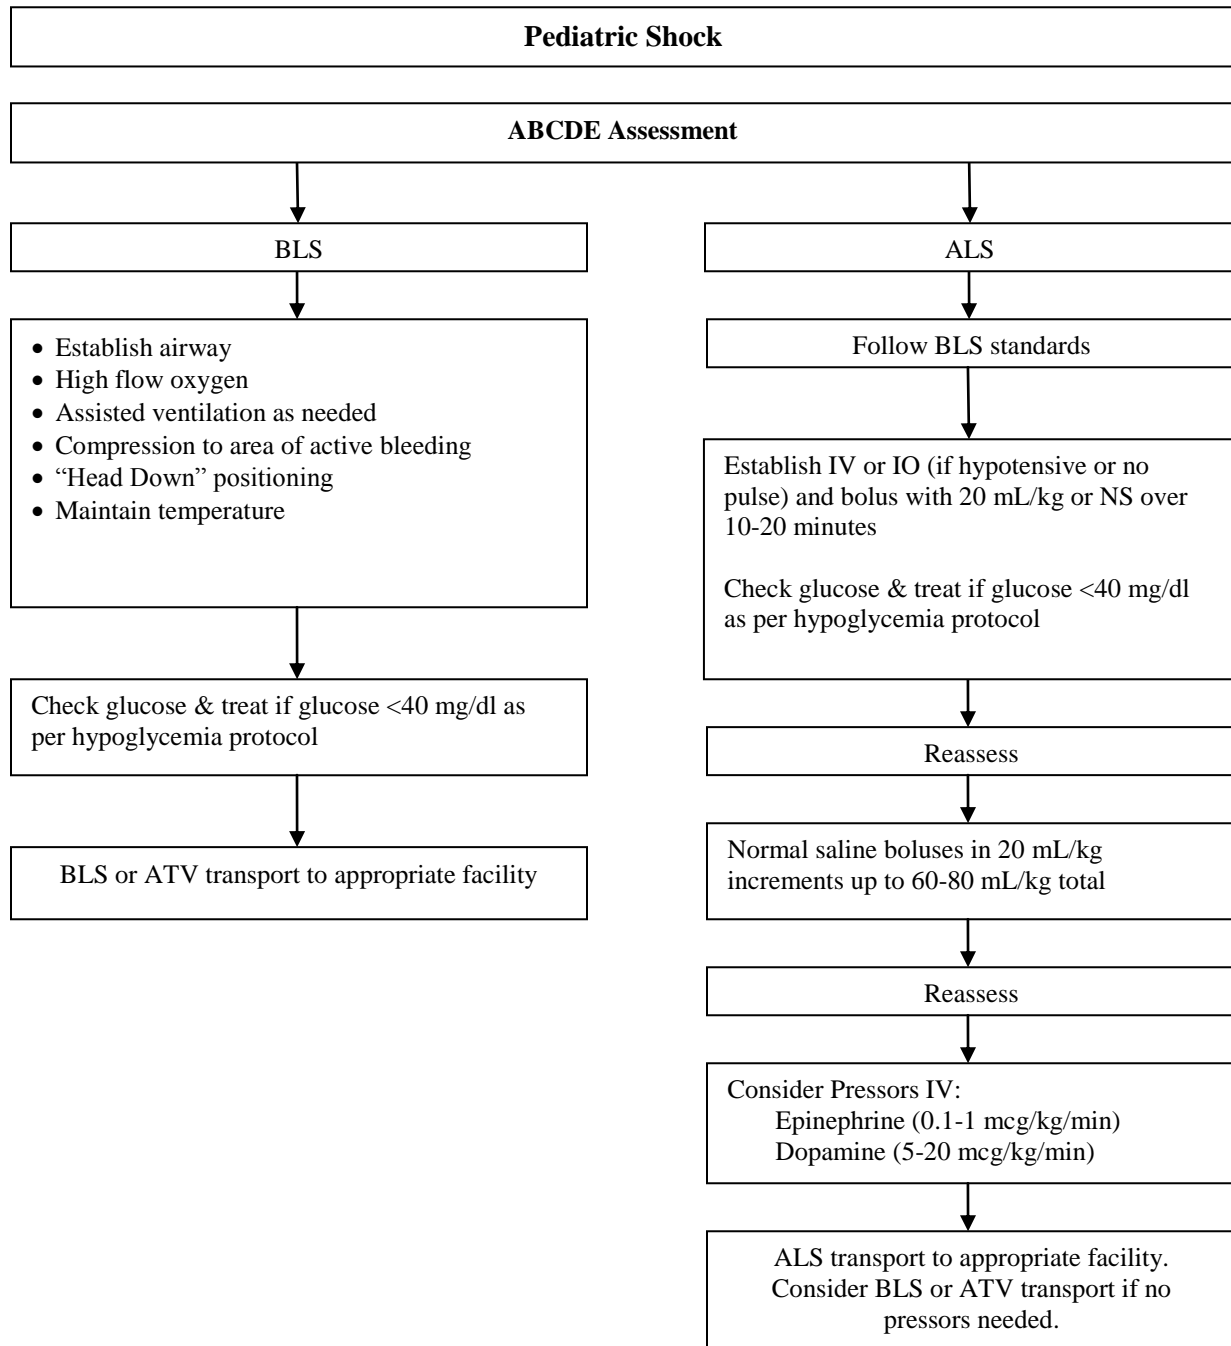 Pediatric Shock
ABCDE Assessment
BLS
• Establish airway
• High flow oxygen
• Assisted ventilation as needed
• Compression to area of active bleeding
• “Head Down” positioning
• Maintain temperature
Check glucose & treat if glucose <40 mg/dl as
per hypoglycemia protocol
BLS or ATV transport to appropriate facility
ALS
Follow BLS standards
Establish IV or IO (if hypotensive or no
pulse) and bolus with 20 mL/kg or NS over
10-20 minutes
Check glucose & treat if glucose <40 mg/dl
as per hypoglycemia protocol
Reassess
Normal saline boluses in 20 mL/kg
increments up to 60-80 mL/kg total
Reassess
Consider Pressors IV:
Epinephrine (0.1-1 mcg/kg/min)
Dopamine (5-20 mcg/kg/min)
ALS transport to appropriate facility.
Consider BLS or ATV transport if no
pressors needed.